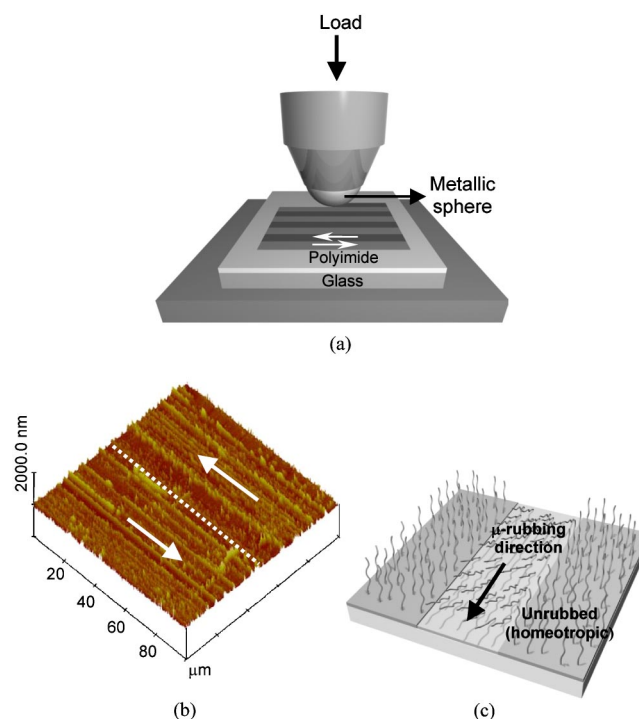 Load
Metallic
sphere
Polyimide
Glass
(a)
2000.0 nm
20
40
60
80
μm
(b)
μ-rubbing
direction
Unrubbed
(homeotropic)
(c)